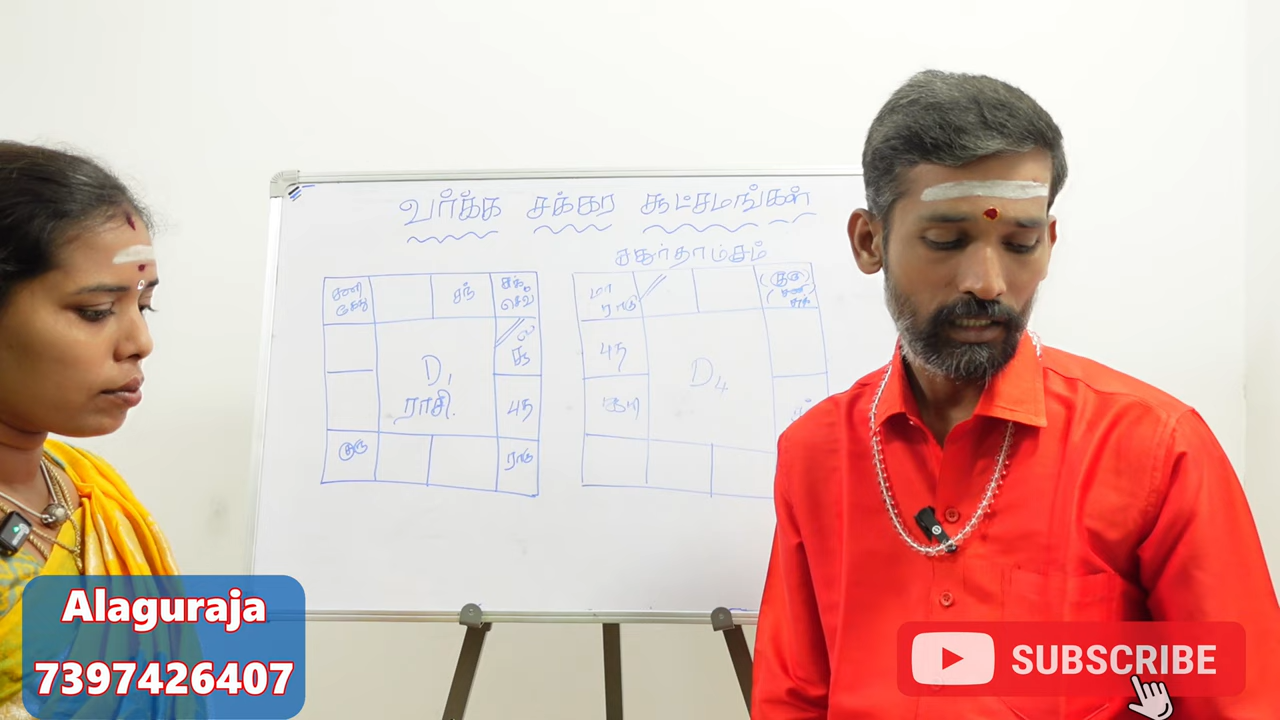 வர்க்க சக்கர சூட்சமங்கள்
சதுர்தாம்சம்
சனி
கேது
சந்
சுக்
செவ்
ல
சூ
D1
ராசி.
புத
குரு
ராகு
மா
ராகு
புத
D4
Alaguraja
7397426407
SUBSCRIBE